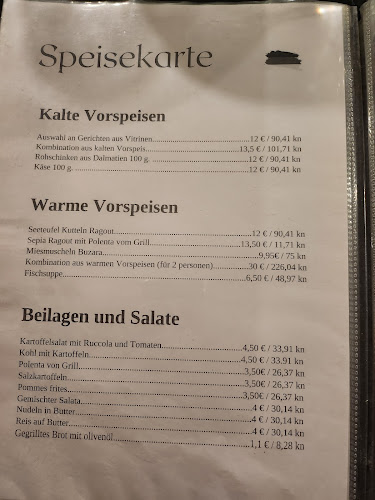 Speisekarte
Kalte Vorspeisen
Auswahl an Gerichten aus Vitrinen...............................12 € / 90,41 kn
Kombination aus kalten Vorspeis...............................13,5 € / 101,71 kn
Rohschinken aus Dalmatien 100 g. ...............................12 € / 90,41 kn
Käse 100 g. ...............................12 € / 90,41 kn
Warme Vorspeisen
Seeteufel Kutteln Ragout...............................12 € / 90,41 kn
Sepia Ragout mit Polenta vom Grill...............................13,50 € / 11,71 kn
Miesmuscheln Buzara...............................9,95€ / 75 kn
Kombination aus warmen Vorspeisen (für 2 personen)...............30 € / 226,04 kn
Fischsuppe...............................6,50 € / 48,97 kn
Beilagen und Salate
Kartoffelsalat mit Ruccola und Tomaten...............................4,50 € / 33,91 kn
Kohl mit Kartoffeln...............................4,50 € / 33,91 kn
Polenta von Grill...............................3,50€ / 26,37 kn
Salzkartoffeln...............................3,50€ / 26,37 kn
Pommes frites...............................3,50€ / 26,37 kn
Gemischter Salata...............................4 € / 30,14 kn
Nudeln in Butter...............................4 € / 30,14 kn
Reis auf Butter...............................4 € / 30,14 kn
Gegrilltes Brot mit olivenöl...............................1,1 € / 8,28 kn